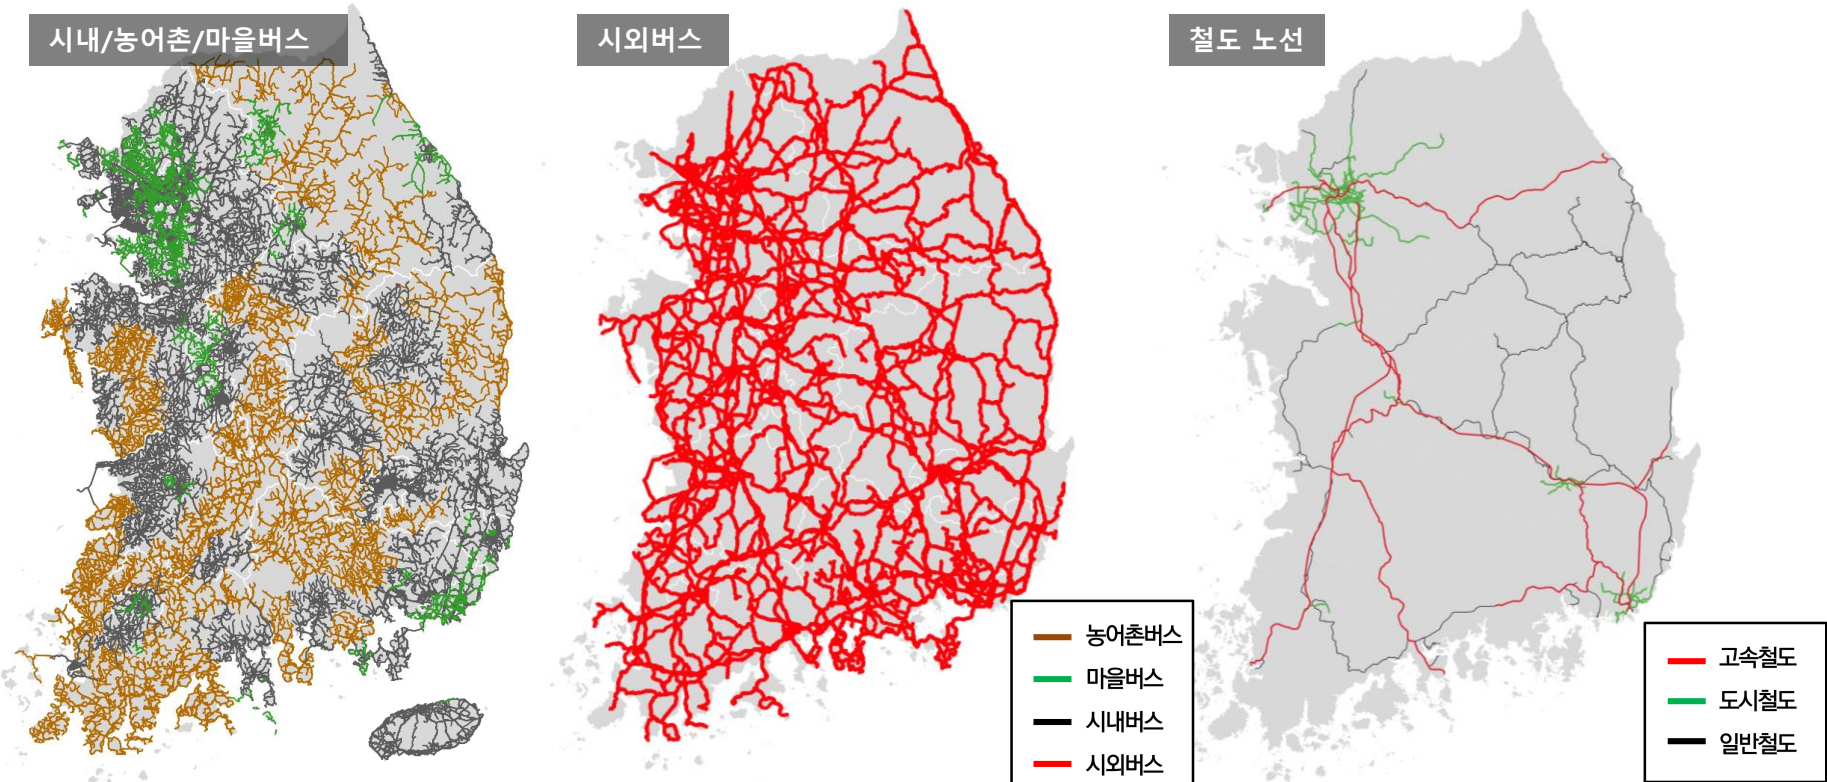 시내/농어촌/마을버스
시외버스
철도 노선
농어촌버스
마을버스
시내버스
시외버스
고속철도
도시철도
일반철도